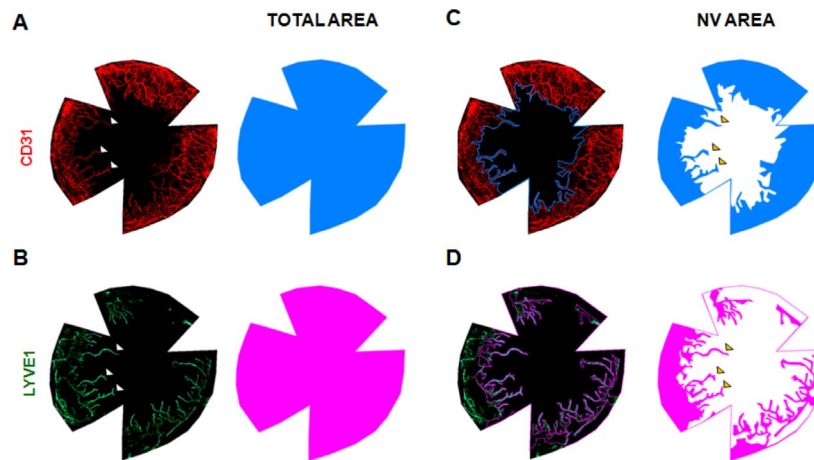 A
TOTAL AREA
C
NV AREA
CD31
B
D
LYVE1